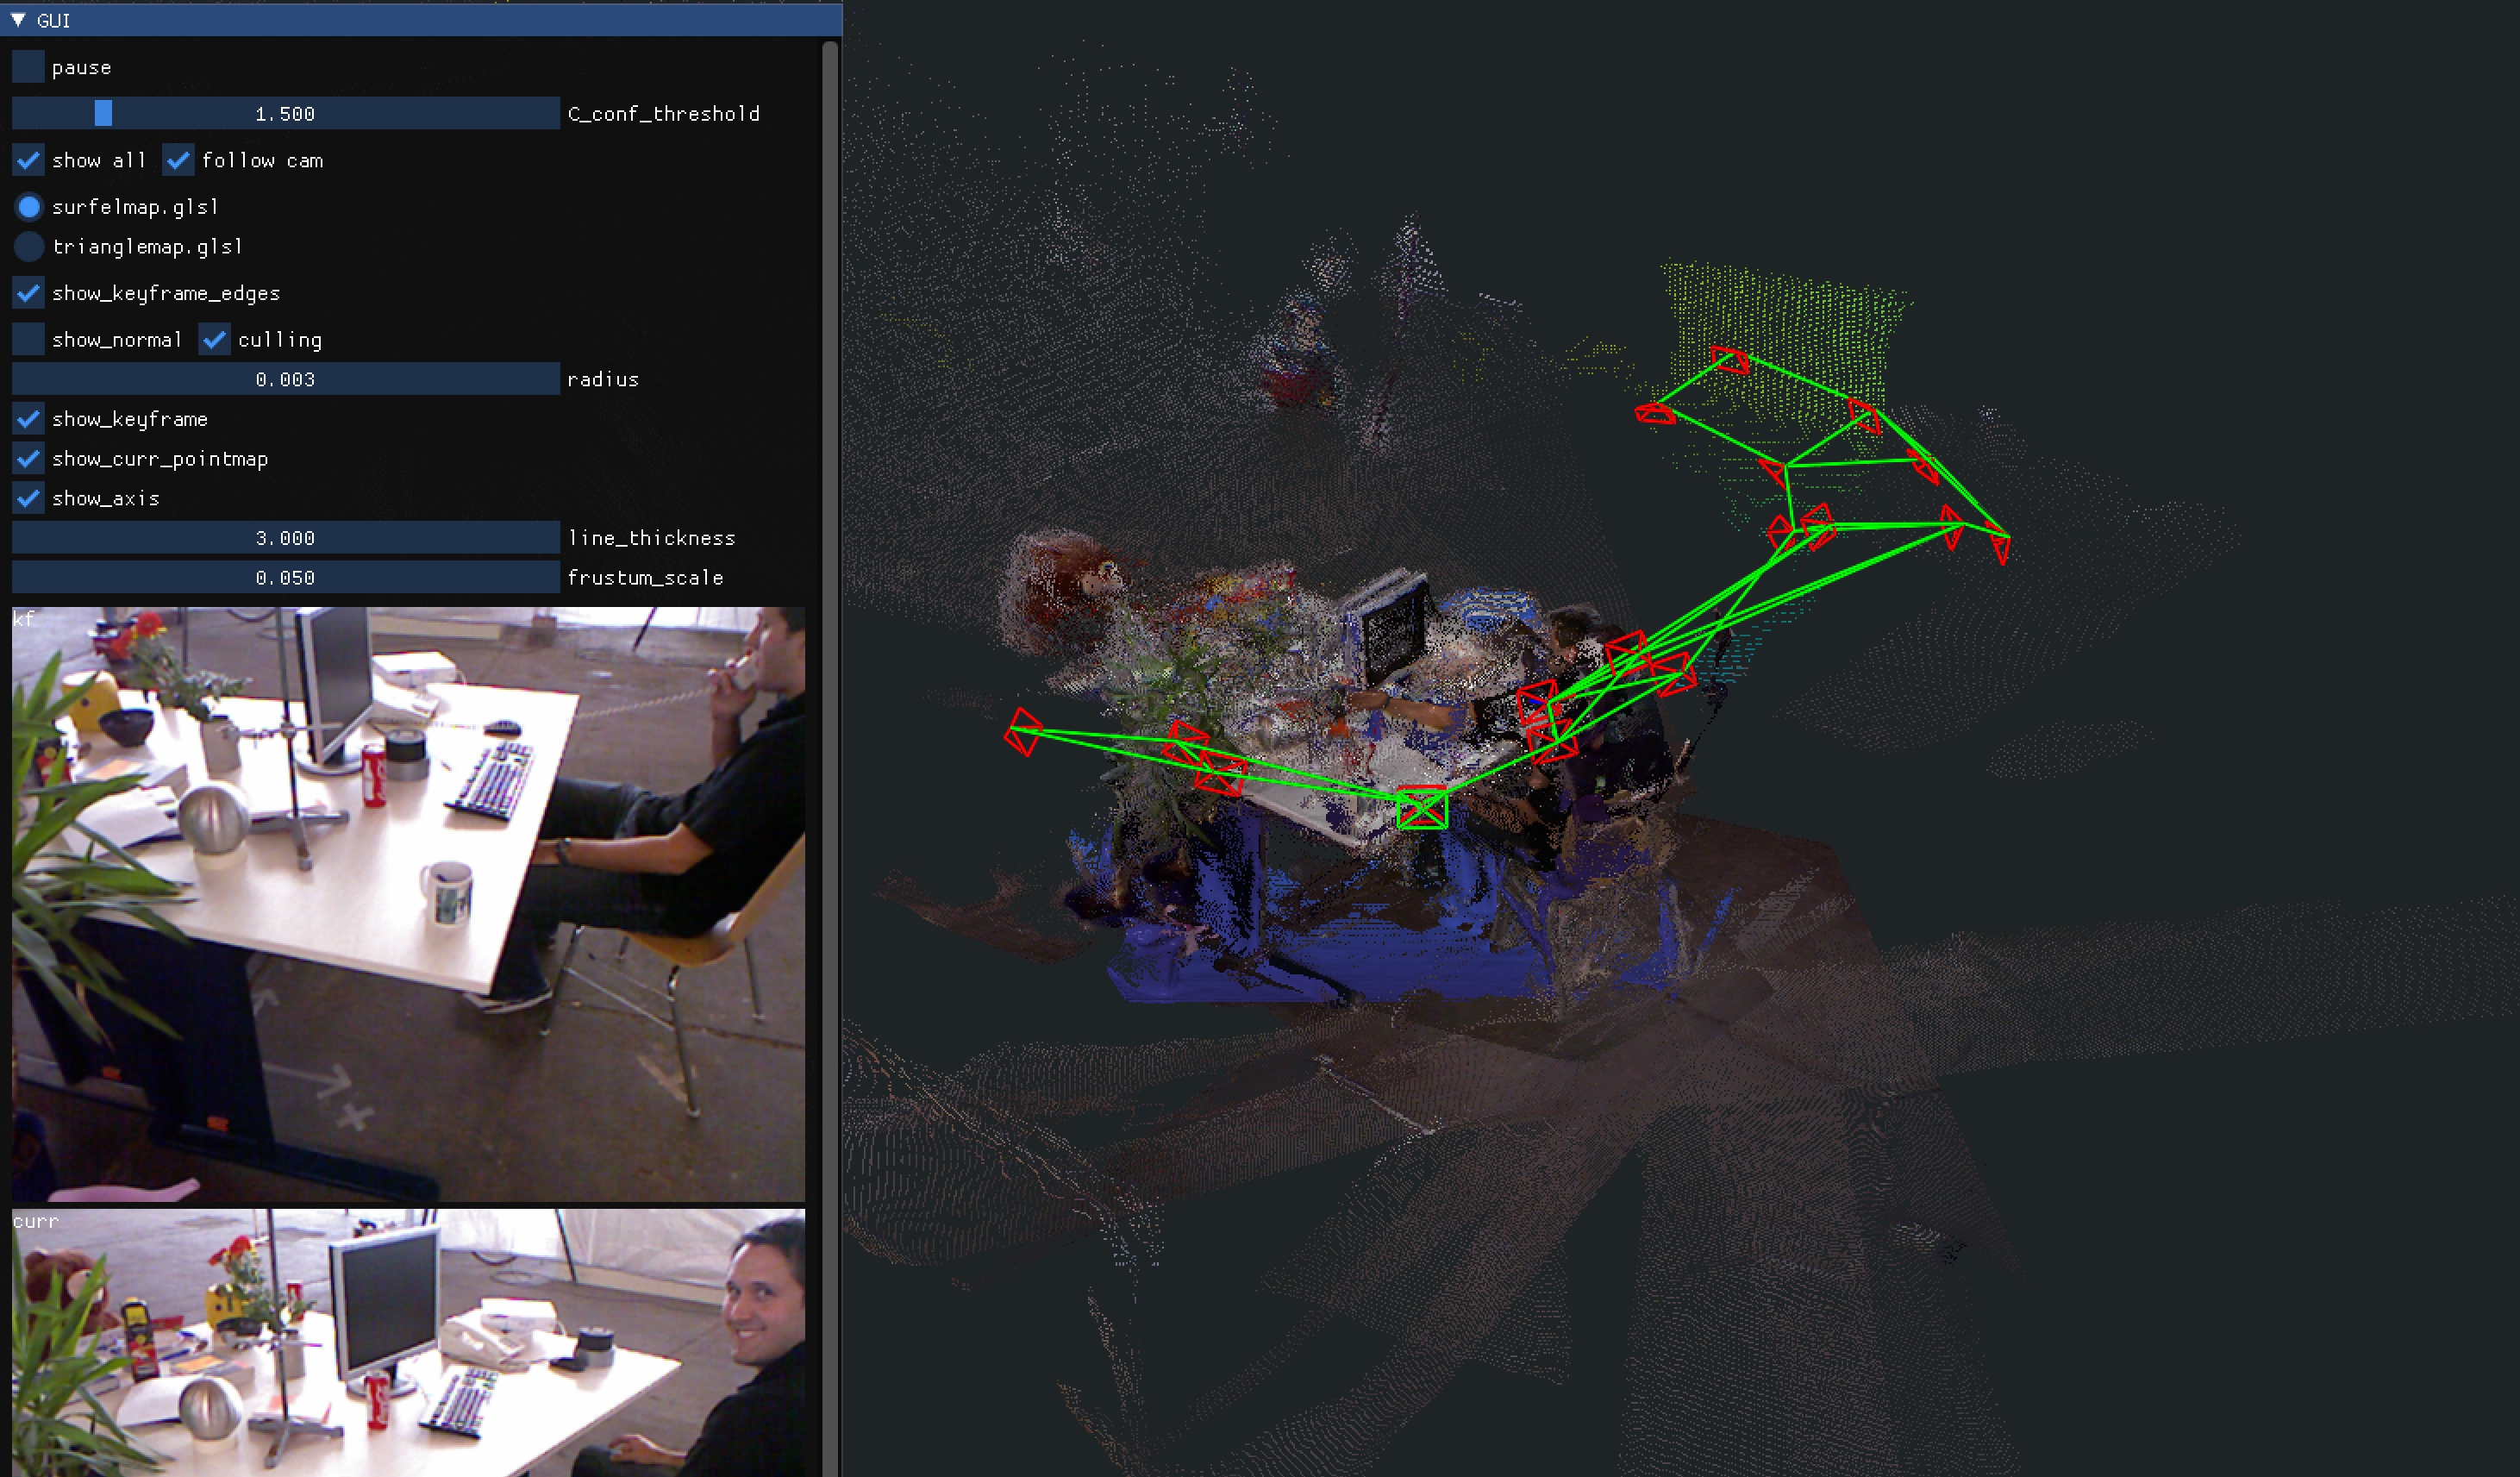 GUI
pause
1.500 C_conf_threshold
show all follow cam
surfelmap.glsl
trianglemap.glsl
show_keyframe_edges
show_normal culling
0.003 radius
show_keyframe
show_curr_pointmap
show_axis
3.000 line_thickness
0.050 frustum_scale
kf
curr